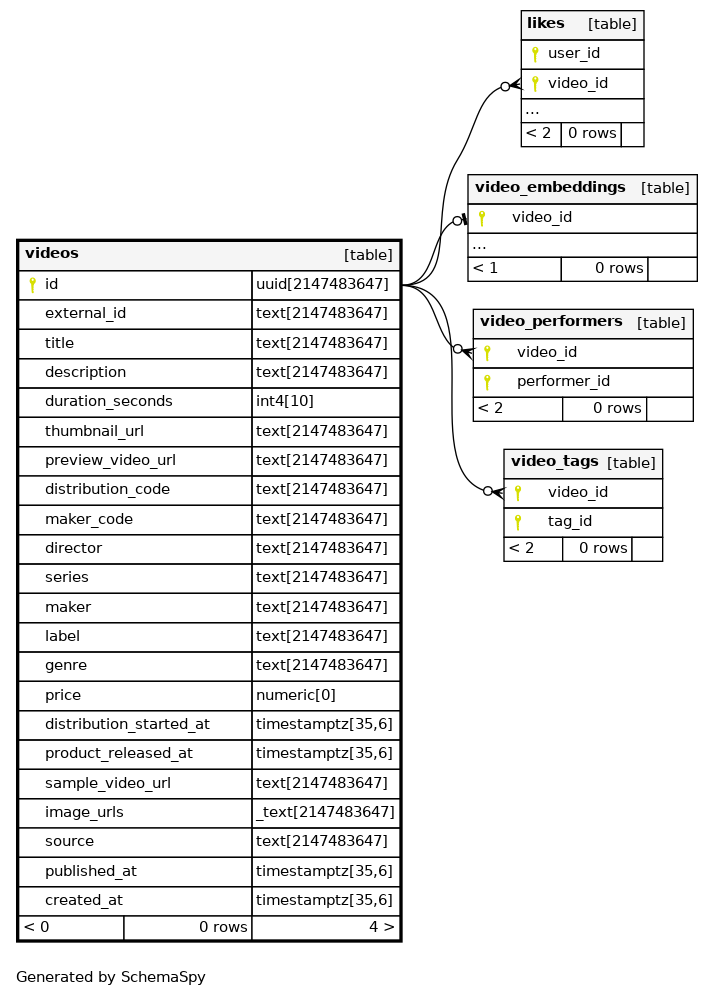 likes [table]
user_id
video_id
...
< 2 0 rows
video_embeddings [table]
video_id
...
< 1 0 rows
videos [table]
id uuid[2147483647]
external_id text[2147483647]
title text[2147483647]
description text[2147483647]
duration_seconds int4[10]
thumbnail_url text[2147483647]
preview_video_url text[2147483647]
distribution_code text[2147483647]
maker_code text[2147483647]
director text[2147483647]
series text[2147483647]
maker text[2147483647]
label text[2147483647]
genre text[2147483647]
price numeric[0]
distribution_started_at timestamptz[35,6]
product_released_at timestamptz[35,6]
sample_video_url text[2147483647]
image_urls _text[2147483647]
source text[2147483647]
published_at timestamptz[35,6]
created_at timestamptz[35,6]
< 0 0 rows 4 >
video_performers [table]
video_id
performer_id
< 2 0 rows
video_tags [table]
video_id
tag_id
< 2 0 rows
Generated by SchemaSpy